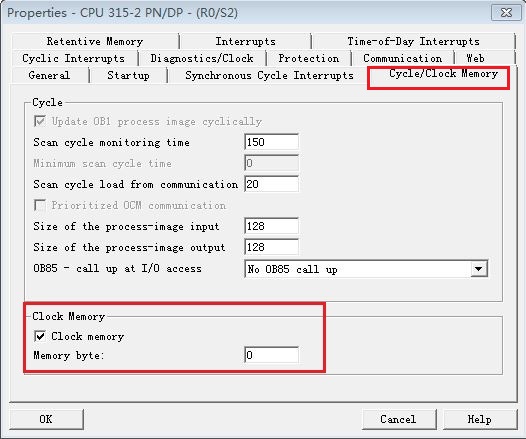 Properties - CPU 315-2 PN/DP - (R0/S2)
Retentive Memory Interrupts Time-of-Day Interrupts
Cyclic Interrupts Diagnostics/Clock Protection Communication Web
General Startup Synchronous Cycle Interrupts Cycle/Clock Memory
Cycle
Update OB1 process image cyclically
Scan cycle monitoring time 150
Minimum scan cycle time 0
Scan cycle load from communication 20
Prioritized OCM communication
Size of the process-image input 128
Size of the process-image output 128
OB85 - call up at I/O access No OB85 call up
Clock Memory
Clock memory
Memory byte: 0
OK Cancel Help